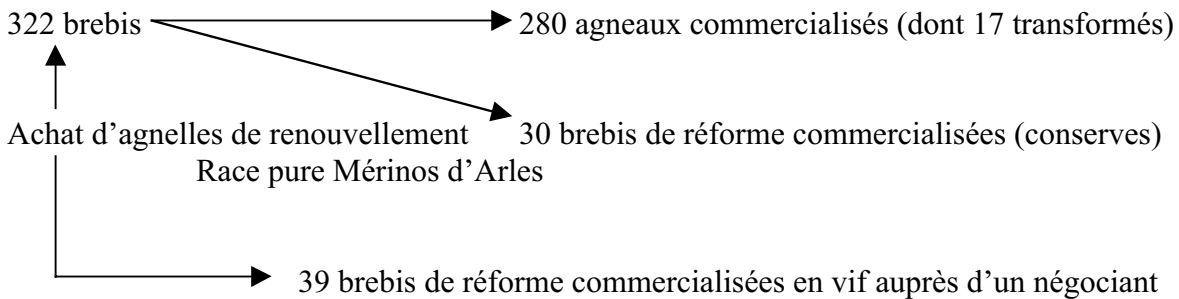 322 brebis 280 agneaux commercialisés (dont 17 transformés)
Achat d’agnelles de renouvellement 30 brebis de réforme commercialisées (conserves)
Race pure Mérinos d’Arles
39 brebis de réforme commercialisées en vif auprès d’un négociant